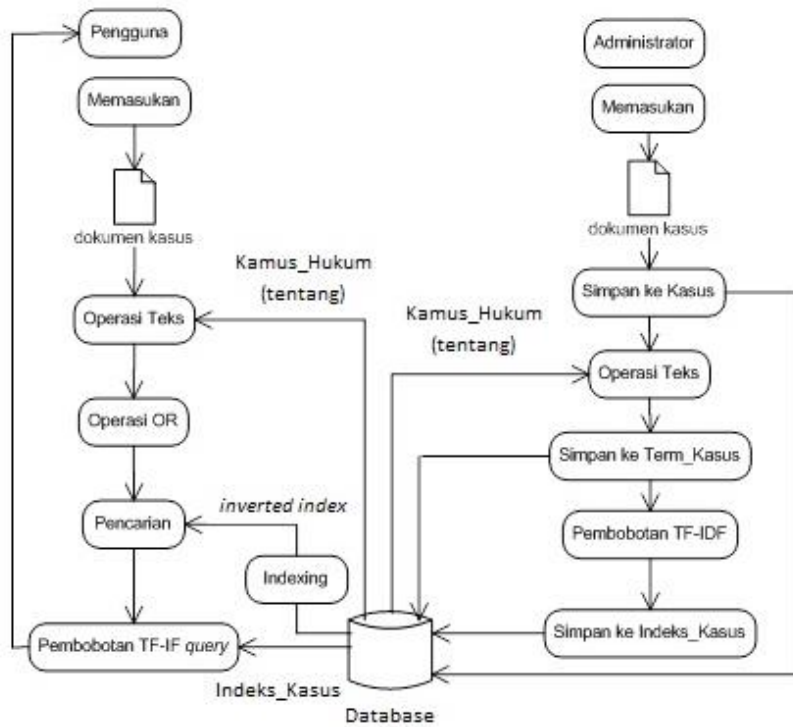 Pengguna
Memasukan
dokumen kasus
Operasi Teks
Operasi OR
Pencarian
Pembobotan TF-IF query
Kamus_Hukum
(tentang)
Kamus_Hukum
(tentang)
inverted index
Indexing
Indeks_Kasus
Database
Administrator
Memasukan
dokumen kasus
Simpan ke Kasus
Operasi Teks
Simpan ke Term_Kasus
Pembobotan TF-IDF
Simpan ke Indeks_Kasus